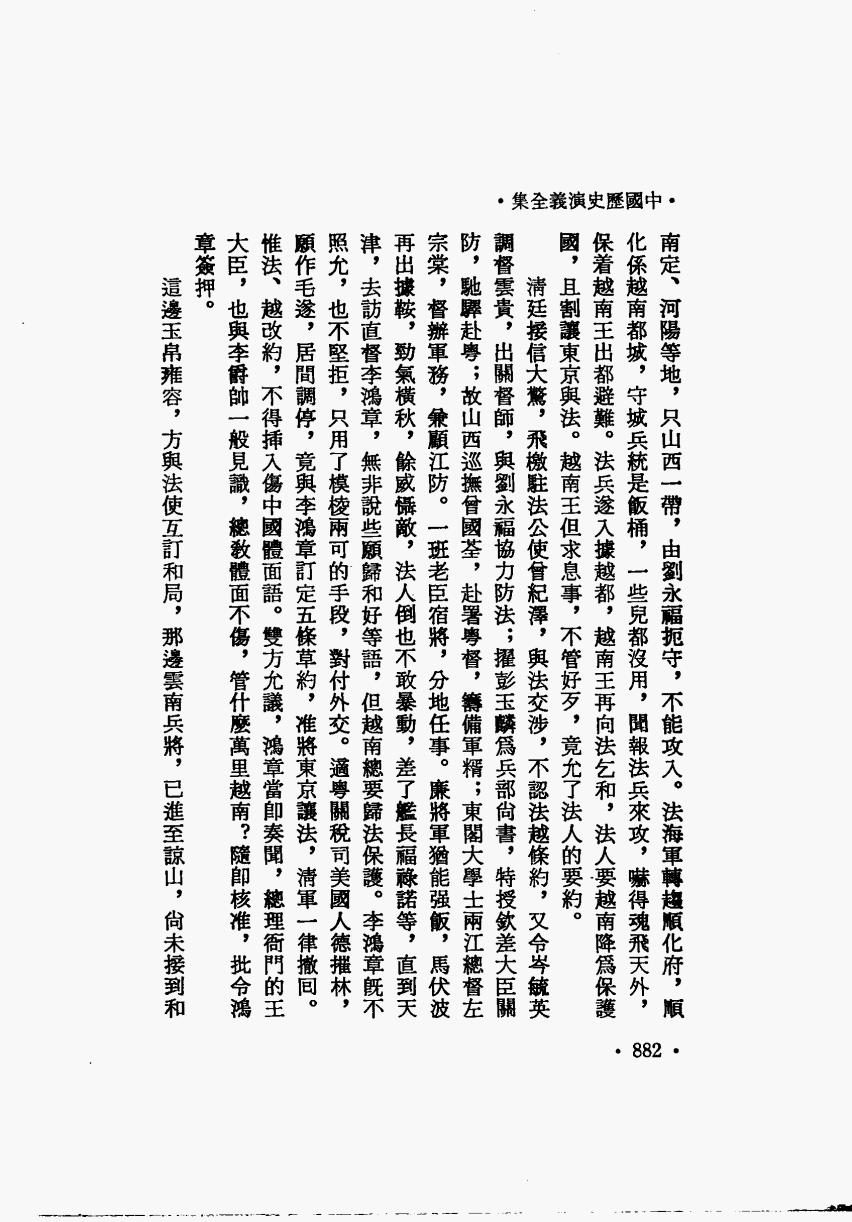 •中國歷史演義全集•
南定、河陽等地，只山西一帶，由劉永福扼守，不能攻入。法海軍轉趨順化府，順
化係越南都城，守城兵統是飯桶，一些兒都沒用，聞報法兵來攻，嚇得魂飛天外，
保着越南王出都避難。法兵遂入據越都，越南王再向法乞和，法人要越南降爲保護
國，且割讓東京與法。越南王但求息事，不管好歹，竟允了法人的要約。
清廷接信大驚，飛檄駐法公使曾紀澤，與法交涉，不認法越條約，又令岑毓英
調督雲貴，出關督師，與劉永福協力防法；擢彭玉麟爲兵部尚書，特授欽差大臣關
防，馳驛赴粵；故山西巡撫曾國荃，赴署粵督，籌備軍糈；東閣大學士兩江總督左
宗棠，督辦軍務，兼顧江防。一班老臣宿將，分地任事。廉將軍猶能强飯，馬伏波
再出據鞍，勁氣橫秋，餘威懾敵，法人倒也不敢暴動，差了艦長福祿諾等，直到天
津，去訪直督李鴻章，無非說些願歸和好等語，但越南總要歸法保護。李鴻章旣不
照允，也不堅拒，只用了模棱兩可的手段，對付外交。適粵關稅司美國人德摧林，
願作毛遂，居間調停，竟與李鴻章訂定五條草約，准將東京讓法，清軍一律撤囘。
惟法、越改約，不得揷入傷中國體面語。雙方允議，鴻章當卽奏聞，總理衙門的王
大臣，也與李爵帥一般見識，總敎體面不傷，管什麼萬里越南？隨卽核准，批令鴻
章簽押。
這邊玉帛雍容，方與法使互訂和局，那邊雲南兵將，已進至諒山，尚未接到和
•882•